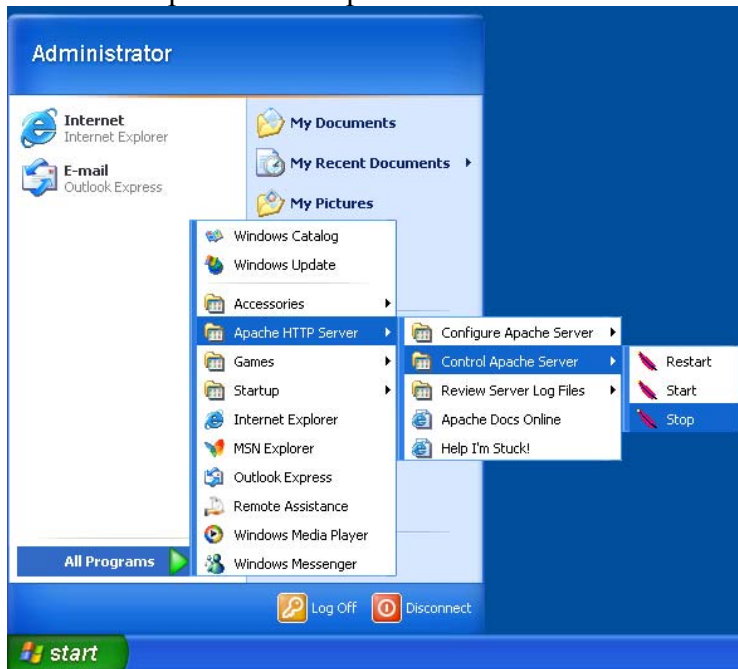 Administrator
Internet
Internet Explorer
E-mail
Outlook Express
My Documents
My Recent Documents
My Pictures
Windows Catalog
Windows Update
Accessories
Apache HTTP Server
Games
Startup
Internet Explorer
MSN Explorer
Outlook Express
Remote Assistance
Windows Media Player
Windows Messenger
Configure Apache Server
Control Apache Server
Review Server Log Files
Apache Docs Online
Help I'm Stuck!
Restart
Start
Stop
All Programs
Log Off
Disconnect
start